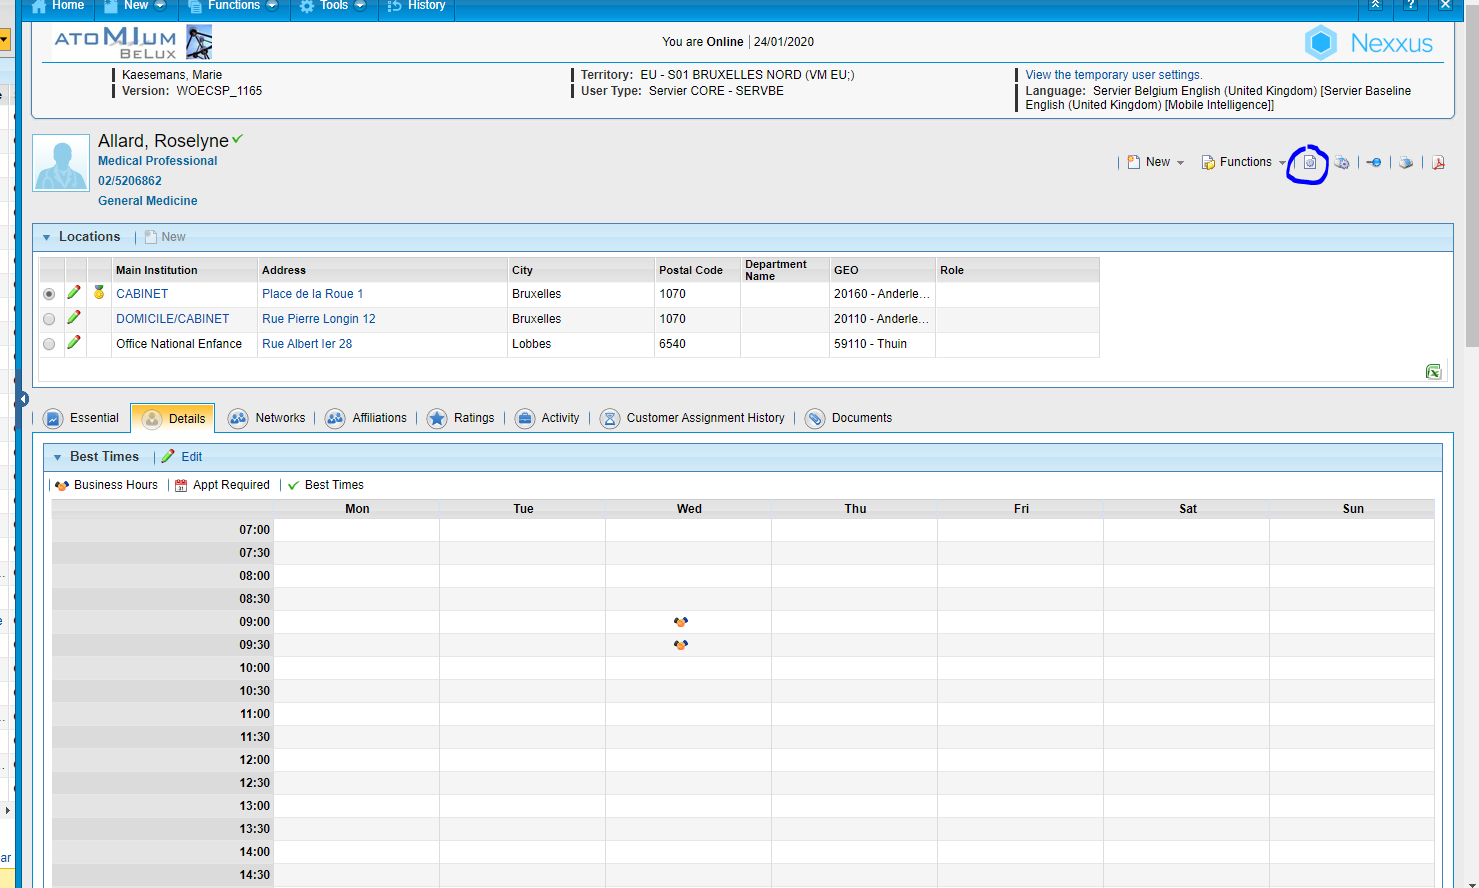 Home New Functions Tools History ?
ATOMIUM
BELUX
You are Online 24/01/2020
Nexxus
Kaesemans, Marie
Version: WOECSP_1165
Territory: EU - S01 BRUXELLES NORD (VM EU;)
User Type: Servier CORE - SERVBE
View the temporary user settings.
Language: Servier Belgium English (United Kingdom) [Servier Baseline
English (United Kingdom) [Mobile Intelligence]]
Allard, Roselyne
Medical Professional
02/5206862
General Medicine
New Functions
Locations New
Main Institution Address City Postal Code Department Name GEO Role
CABINET Place de la Roue 1 Bruxelles 1070 20160 - Anderle...
DOMICILE/CABINET Rue Pierre Longin 12 Bruxelles 1070 20110 - Anderle...
Office National Enfance Rue Albert Ier 28 Lobbes 6540 59110 - Thuin
Essential Details Networks Affiliations Ratings Activity Customer Assignment History Documents
Best Times Edit
Business Hours Appt Required Best Times
Mon Tue Wed Thu Fri Sat Sun
07:00
07:30
08:00
08:30
09:00
09:30
10:00
10:30
11:00
11:30
12:00
12:30
13:00
13:30
14:00
ar
14:30